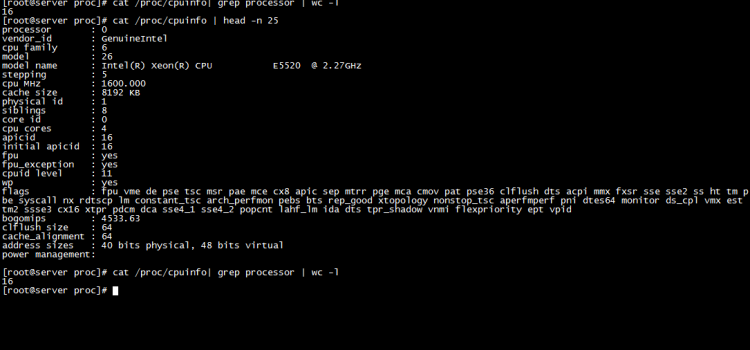 [root@server proc]# cat /proc/cpuinfo| grep processor | wc -l
16
[root@server proc]# cat /proc/cpuinfo | head -n 25
processor : 0
vendor_id : GenuineIntel
cpu family : 6
model : 26
model name : Intel(R) Xeon(R) CPU E5520 @ 2.27GHz
stepping : 5
cpu MHz : 1600.000
cache size : 8192 KB
physical id : 1
siblings : 8
core id : 0
cpu cores : 4
apicid : 16
initial apicid : 16
fpu : yes
fpu_exception : yes
cpuid level : 11
wp : yes
flags : fpu vme de pse tsc msr pae mce cx8 apic sep mtrr pge mca cmov pat pse36 clflush dts acpi mmx fxsr sse sse2 ss ht tm p
be syscall nx rdtscp lm constant_tsc arch_perfmon pebs bts rep_good xtopology nonstop_tsc aperfmperf pni dtes64 monitor ds_cpl vmx est
tm2 ssse3 cx16 xtpr pdcm dca sse4_1 sse4_2 popcnt lahf_lm ida dts tpr_shadow vnmi flexpriority ept vpid
bogomips : 4533.63
clflush size : 64
cache_alignment : 64
address sizes : 40 bits physical, 48 bits virtual
power management:
[root@server proc]# cat /proc/cpuinfo| grep processor | wc -l
16
[root@server proc]#